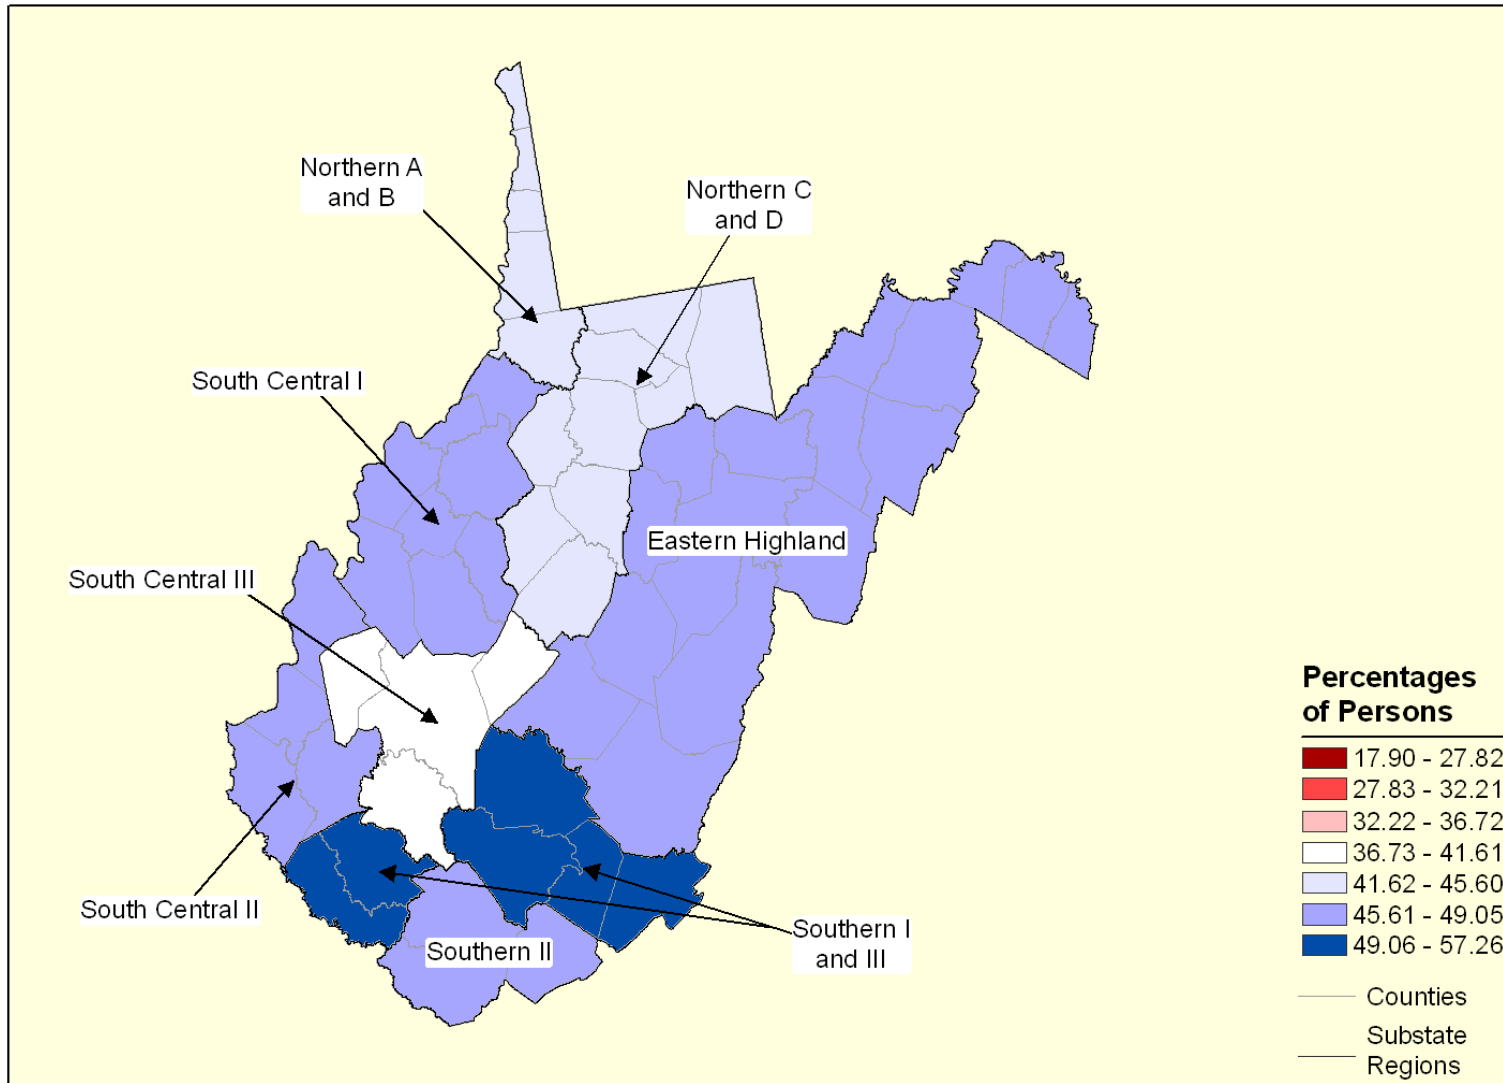 Northern A
and B
Northern C
and D
South Central I
Eastern Highland
South Central III
South Central II
Southern II
Southern I
and III
Percentages
of Persons
17.90 - 27.82
27.83 - 32.21
32.22 - 36.72
36.73 - 41.61
41.62 - 45.60
45.61 - 49.05
49.06 - 57.26
Counties
Substate
Regions